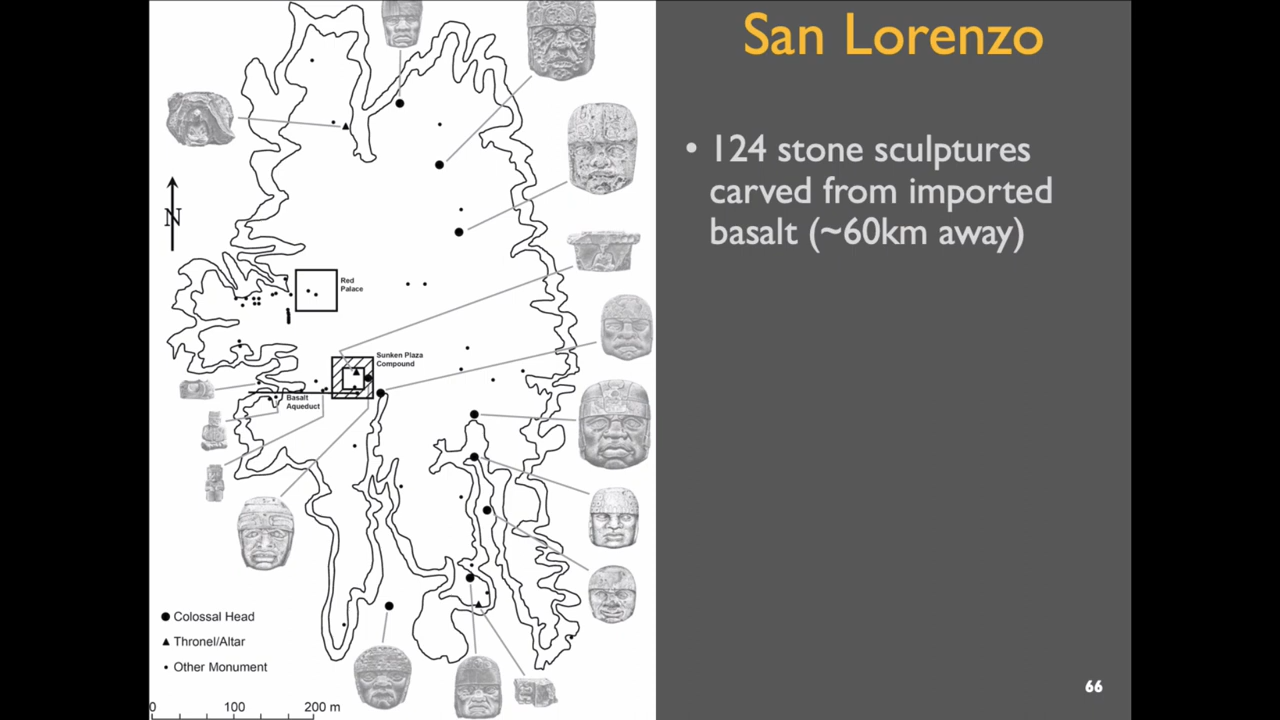 San Lorenzo
• 124 stone sculptures
carved from imported
basalt (~60km away)
N
Red
Palace
Sunken Plaza
Compound
Basalt
Aqueduct
Colossal Head
Thronel/Altar
Other Monument
0 100 200 m
66